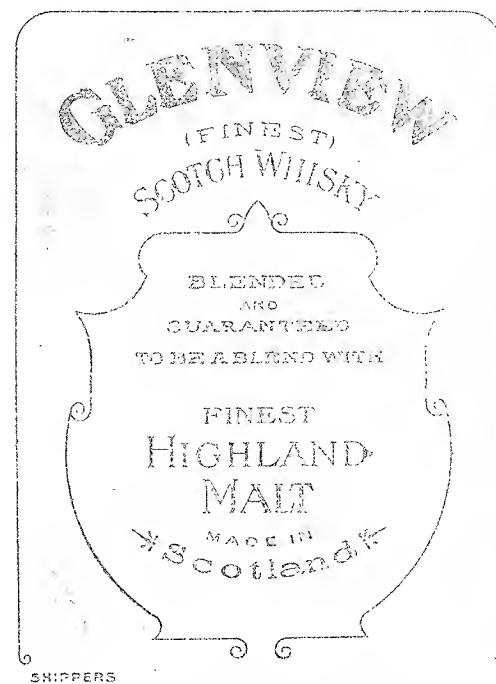 GLENVIEW
(FINEST)
SCOTCH WHISKY
BLENDED
AND
GUARANTEED
TO BE A BLEND WITH
FINEST
HIGHLAND
MALT
MADE IN
Scotland
SHIPPERS